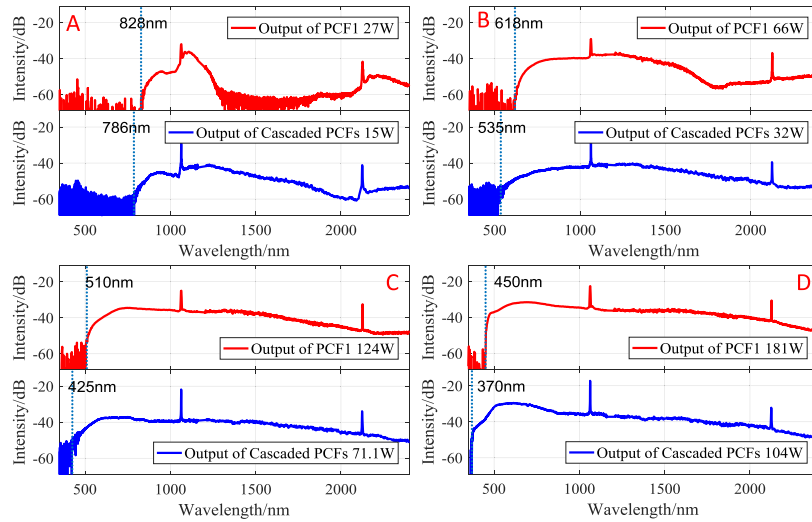 A
828nm
Output of PCF1 27W
Intensity/dB
-20
-40
-60
786nm
Output of Cascaded PCFs 15W
Intensity/dB
-20
-40
-60
500 1000 1500 2000
Wavelength/nm
B
618nm
Output of PCF1 66W
Intensity/dB
-20
-40
-60
535nm
Output of Cascaded PCFs 32W
Intensity/dB
-20
-40
-60
500 1000 1500 2000
Wavelength/nm
510nm
C
Output of PCF1 124W
Intensity/dB
-20
-40
-60
425nm
Output of Cascaded PCFs 71.1W
Intensity/dB
-20
-40
-60
500 1000 1500 2000
Wavelength/nm
450nm
D
Output of PCF1 181W
Intensity/dB
-20
-40
-60
370nm
Output of Cascaded PCFs 104W
Intensity/dB
-20
-40
-60
500 1000 1500 2000
Wavelength/nm